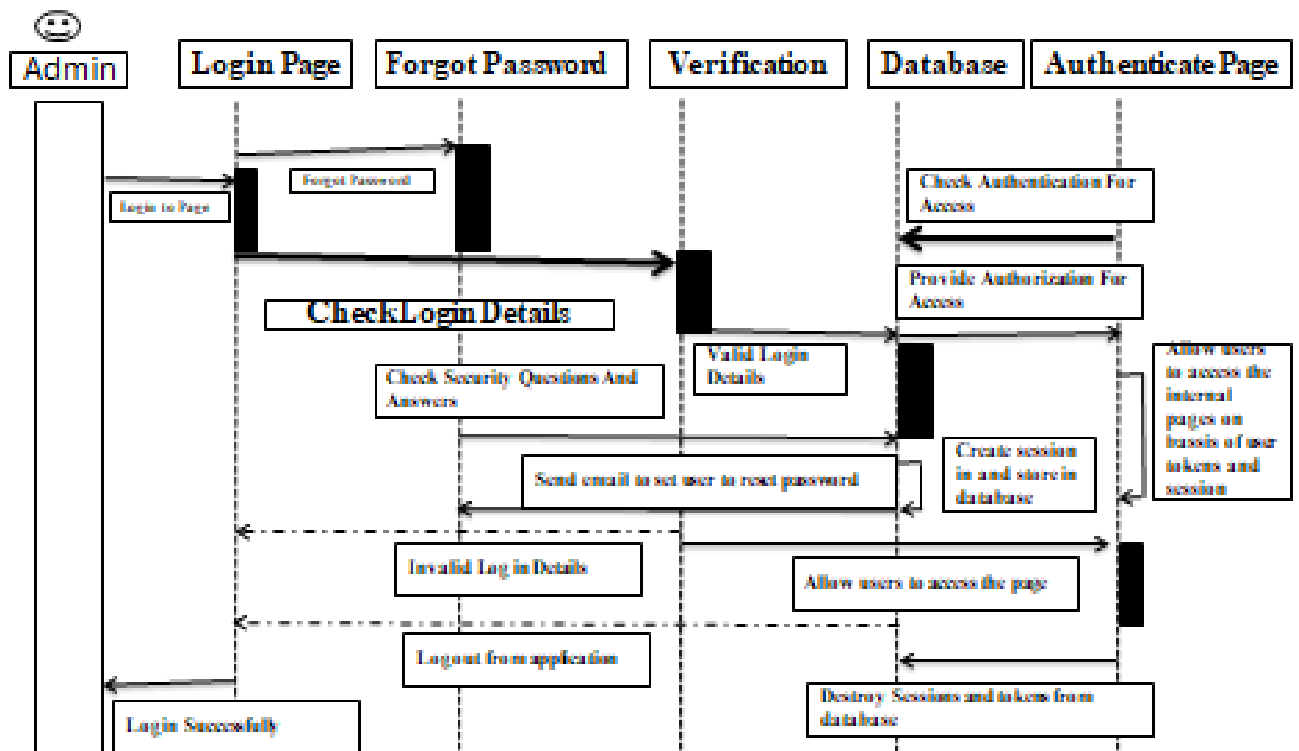 Admin
Login Page
Forgot Password
Verification
Database
Authenticate Page
Forgot Password
Login to Page
Check Authentication For
Access
Provide Authorization For
Access
CheckLogin Details
Valid Login
Details
Allow users
to access the
internal
pages on
bassis of user
tokens and
session
Check Security Questions And
Answers
Create session
in and store in
database
Send email to set user to reset password
Invalid Log in Details
Allow users to access the page
Logout from application
Destroy Sessions and tokens from
database
Login Successfully